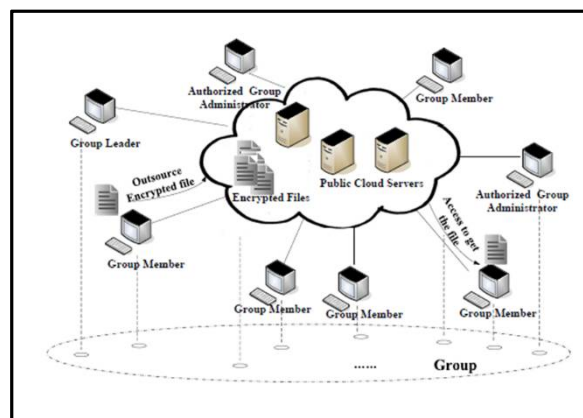 Authorized Group
Administrator
Group Member
Group Leader
Public Cloud Servers
Outsource
Encrypted file
Encrypted Files
Authorized Group
Administrator
Access to get
the file
Group Member
Group Member
Group Member
Group Member
......
Group